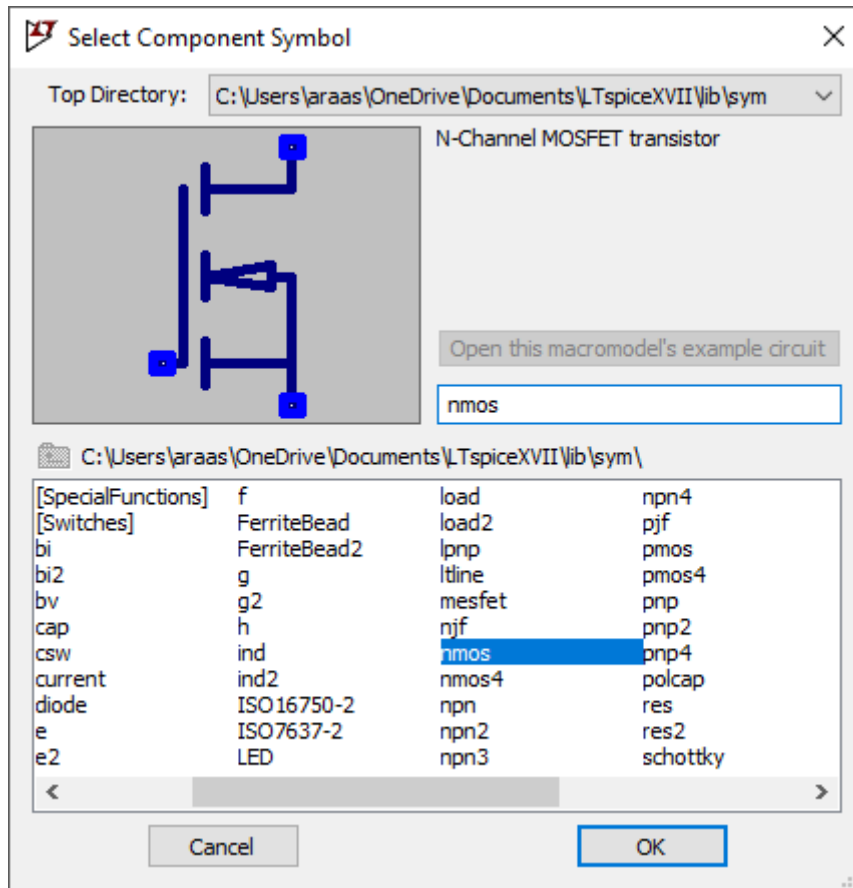 Select Component Symbol
Top Directory: C:\Users\araas\OneDrive\Documents\LTspiceXVII\lib\sym
N-Channel MOSFET transistor
Open this macromodel's example circuit
nmos
C:\Users\araas\OneDrive\Documents\LTspiceXVII\lib\sym\
[SpecialFunctions] f load npn4
[Switches] FerriteBead load2 pjf
bi FerriteBead2 lpnp pmos
bi2 g ltline pmos4
bv g2 mesfet pnp
cap h njf pnp2
csw ind nmos pnp4
current ind2 nmos4 polcap
diode ISO16750-2 npn res
e ISO7637-2 npn2 res2
e2 LED npn3 schottky
Cancel OK